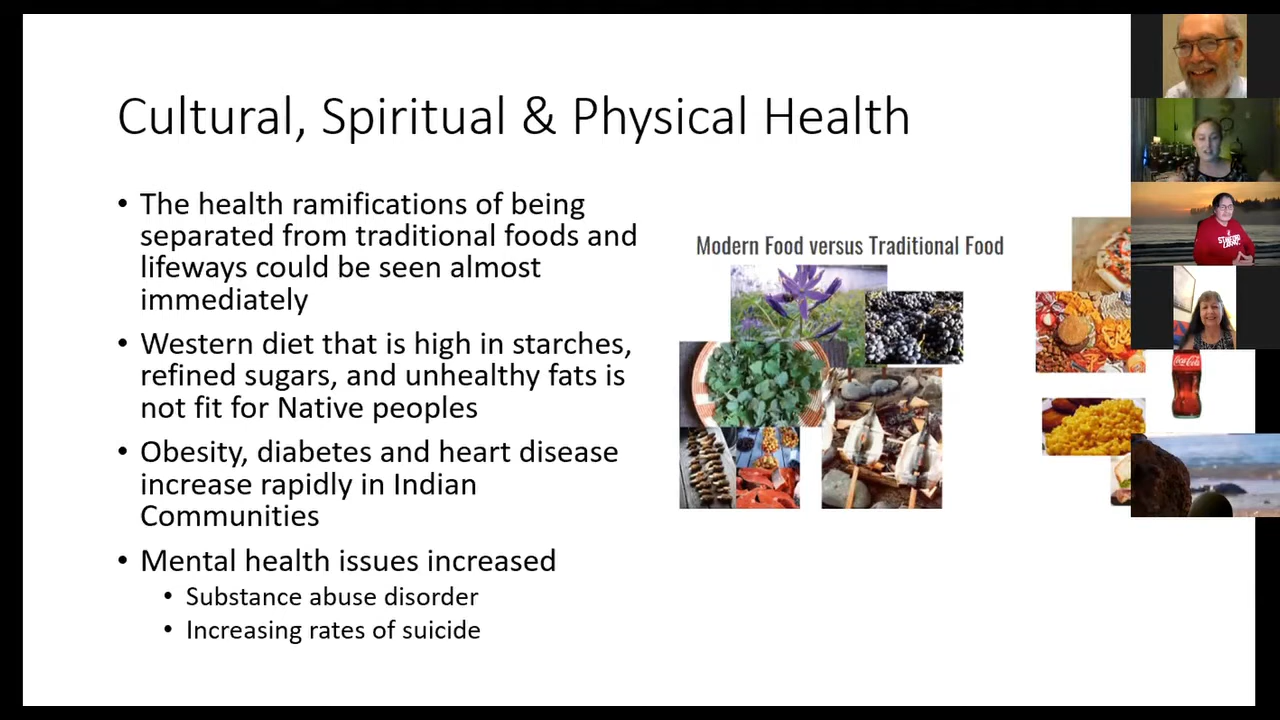 Cultural, Spiritual & Physical Health
• The health ramifications of being
separated from traditional foods and
lifeways could be seen almost
immediately
• Western diet that is high in starches,
refined sugars, and unhealthy fats is
not fit for Native peoples
• Obesity, diabetes and heart disease
increase rapidly in Indian
Communities
• Mental health issues increased
• Substance abuse disorder
• Increasing rates of suicide
Modern Food versus Traditional Food
STANFORD
Coca-Cola